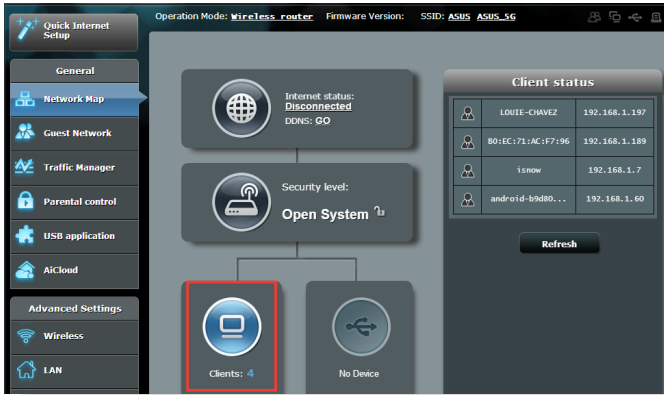 Operation Mode: Wireless router Firmware Version: SSID: ASUS ASUS_5G
Quick Internet
Setup
General
Network Map
Guest Network
Traffic Manager
Parental control
USB application
AiCloud
Advanced Settings
Wireless
LAN
Internet status:
Disconnected
DDNS: GO
Security level:
Open System
Clients: 4
No Device
Client status
LOUIE-CHAVEZ 192.168.1.197
B0:EC:71:AC:F7:96 192.168.1.189
isnow 192.168.1.7
android-b9d80... 192.168.1.60
Refresh